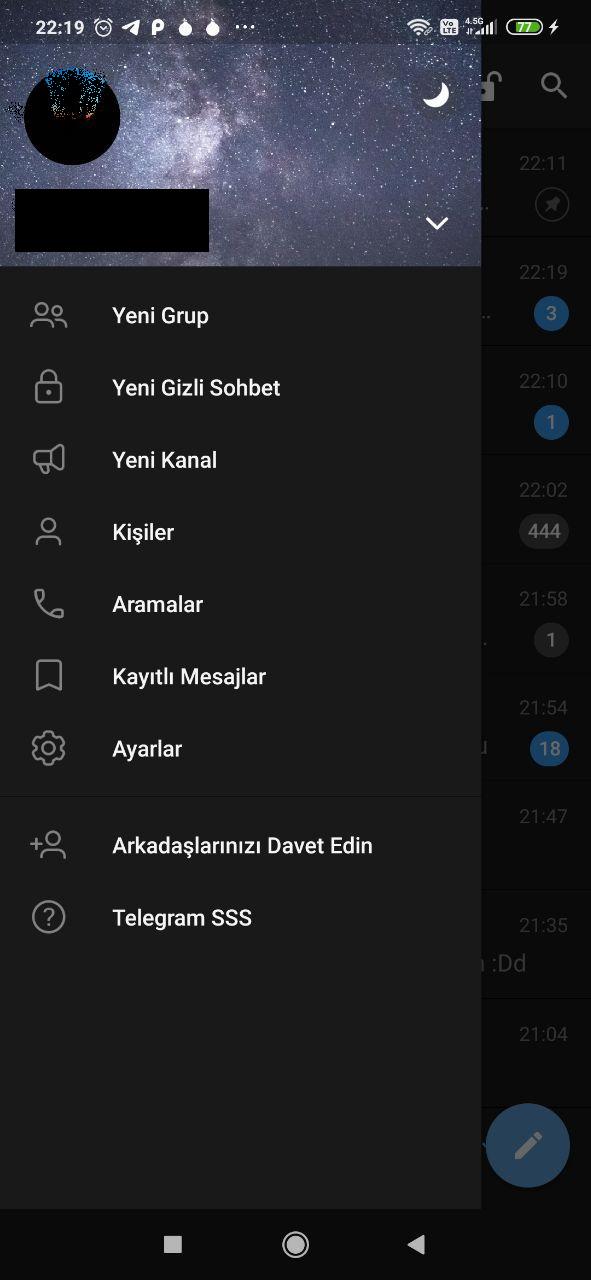 22:19
Vo LTE
4.5G
77
22:11
22:19
3
22:10
1
22:02
444
21:58
1
21:54
18
21:47
21:35
:Dd
21:04
Yeni Grup
Yeni Gizli Sohbet
Yeni Kanal
Kişiler
Aramalar
Kayıtlı Mesajlar
Ayarlar
Arkadaşlarınızı Davet Edin
Telegram SSS